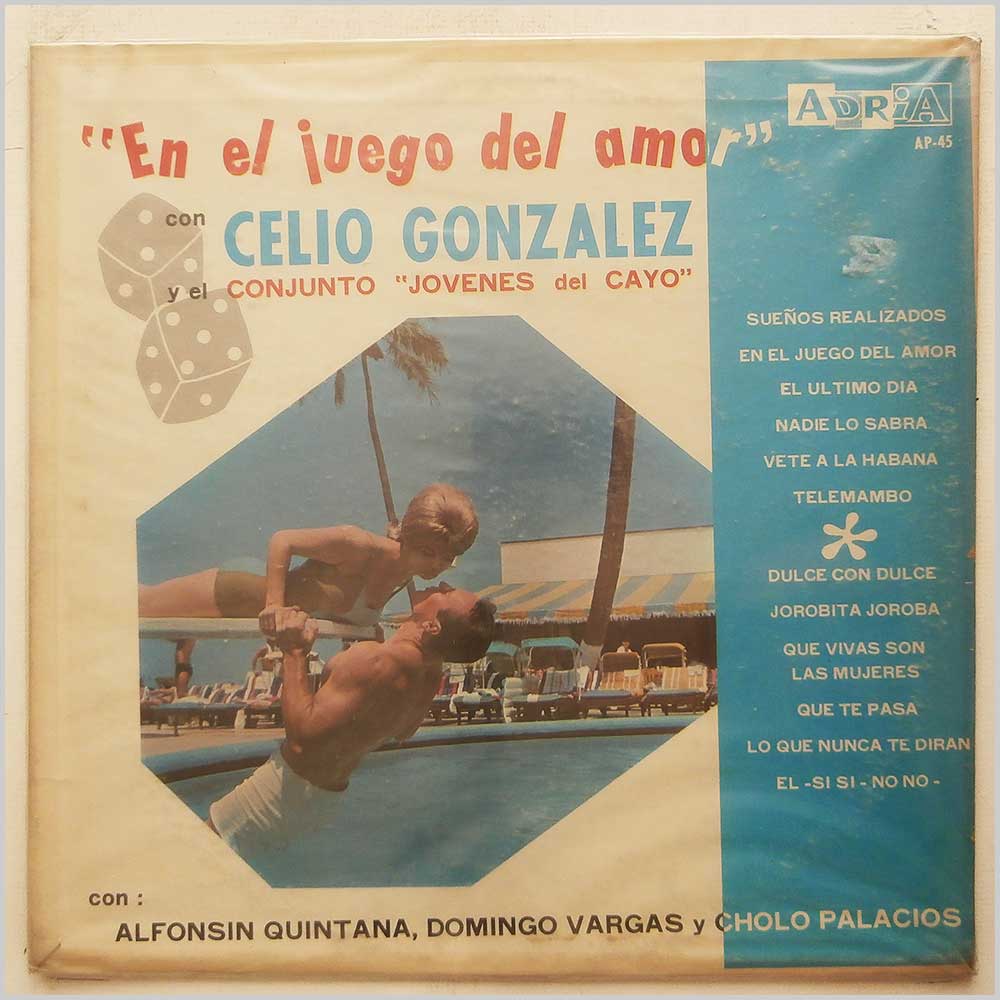 "En el juego del amor"
con CELIO GONZALEZ
y el CONJUNTO "JOVENES del CAYO"
ADRiA
AP-45
SUEÑOS REALIZADOS
EN EL JUEGO DEL AMOR
EL ULTIMO DIA
NADIE LO SABRA
VETE A LA HABANA
TELEMAMBO
DULCE CON DULCE
JOROBITA JOROBA
QUE VIVAS SON
LAS MUJERES
QUE TE PASA
LO QUE NUNCA TE DIRAN
EL -SI SI - NO NO -
con :
ALFONSIN QUINTANA, DOMINGO VARGAS y CHOLO PALACIOS